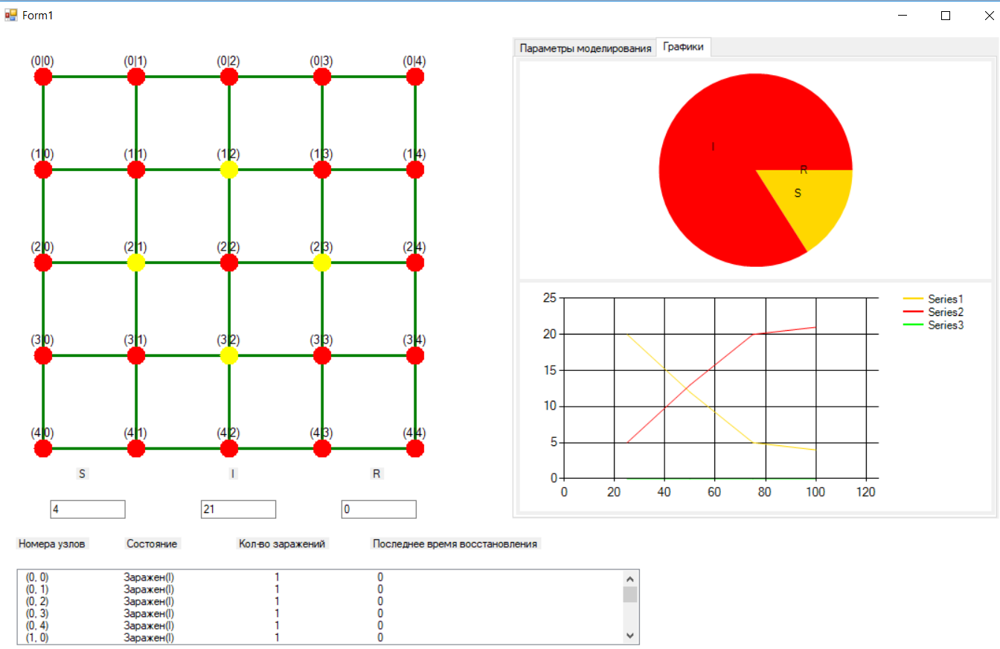 Form1
(0|0) (0|1) (0|2) (0|3) (0|4)
(1|0) (1|1) (1|2) (1|3) (1|4)
(2|0) (2|1) (2|2) (2|3) (2|4)
(3|0) (3|1) (3|2) (3|3) (3|4)
(4|0) (4|1) (4|2) (4|3) (4|4)
S I R
4 21 0
Параметры моделирования Графики
I
R
S
25
20
15
10
5
0
0 20 40 60 80 100 120
Series1
Series2
Series3
Номера узлов Состояние Кол-во заражений Последнее время восстановления
(0, 0) Заражен(I) 1 0
(0, 1) Заражен(I) 1 0
(0, 2) Заражен(I) 1 0
(0, 3) Заражен(I) 1 0
(0, 4) Заражен(I) 1 0
(1, 0) Заражен(I) 1 0